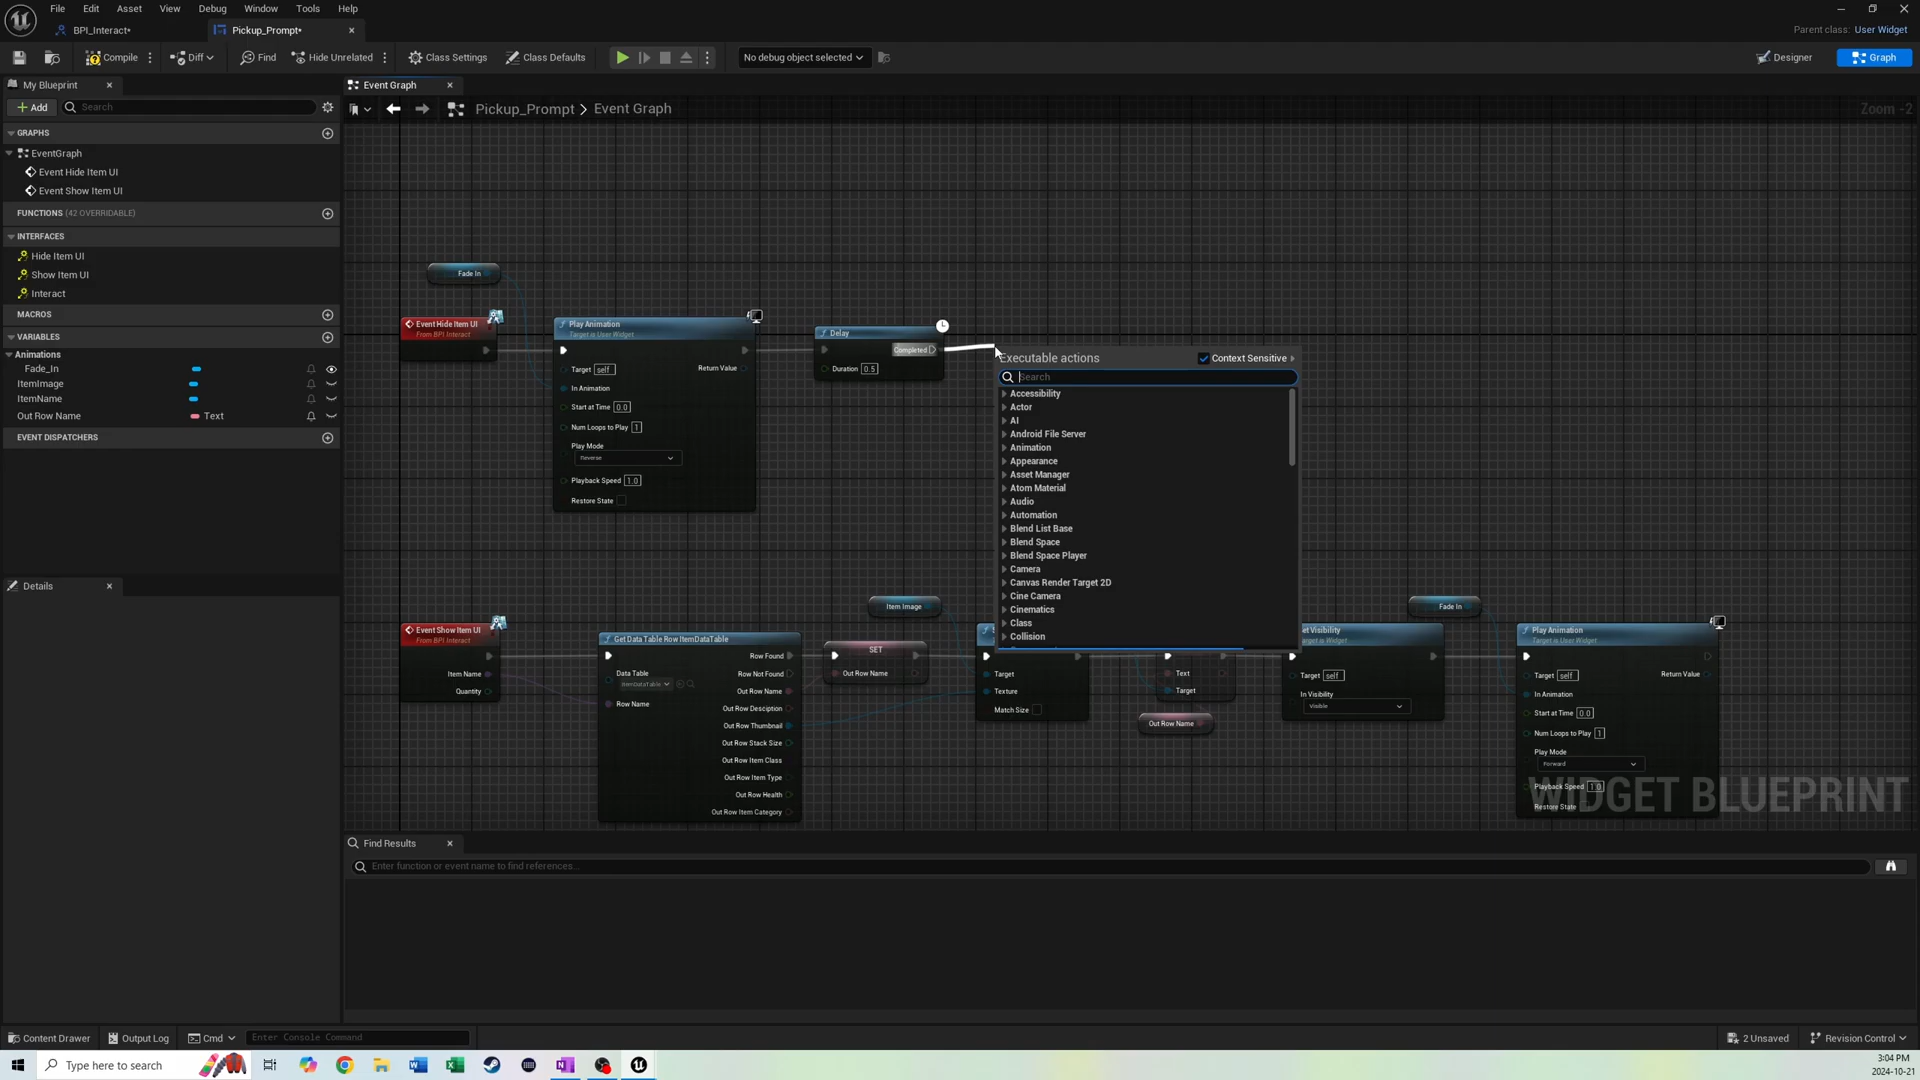 File Edit Asset View Debug Window Tools Help
BPI_Interact*
Pickup_Prompt*
Parent class: User Widget
Compile
Diff
Find
Hide Unrelated
Class Settings
Class Defaults
No debug object selected
Designer
Graph
My Blueprint
Add
Search
GRAPHS
EventGraph
Event Hide Item UI
Event Show Item UI
FUNCTIONS (42 OVERRIDABLE)
INTERFACES
Hide Item UI
Show Item UI
Interact
MACROS
VARIABLES
Animations
Fade_In
ItemImage
ItemName
Out Row Name Text
EVENT DISPATCHERS
Details
Event Graph
Pickup_Prompt > Event Graph
Zoom -2
Fade In
Event Hide Item UI
From BPI Interact
Play Animation
Target is User Widget
Target self
Return Value
In Animation
Start at Time 0.0
Num Loops to Play 1
Play Mode
Reverse
Playback Speed 1.0
Restore State
Delay
Completed
Duration 0.5
Executable actions
Context Sensitive
Search
Accessibility
Actor
AI
Android File Server
Animation
Appearance
Asset Manager
Atom Material
Audio
Automation
Blend List Base
Blend Space
Blend Space Player
Camera
Canvas Render Target 2D
Cine Camera
Cinematics
Class
Collision
Event Show Item UI
From BPI Interact
Item Name
Quantity
Get Data Table Row ItemDataTable
Row Found
Data Table
ItemDataTable
Row Not Found
Out Row Name
Row Name
Out Row Desciption
Out Row Thumbnail
Out Row Stack Size
Out Row Item Class
Out Row Item Type
Out Row Health
Out Row Item Category
SET
Out Row Name
Item Image
Target
Texture
Match Size
Text
Target
Out Row Name
et Visibility
Target is Widget
Target self
In Visibility
Visible
Fade In
Play Animation
Target is User Widget
Target self
Return Value
In Animation
Start at Time 0.0
Num Loops to Play 1
Play Mode
Forward
Playback Speed 1.0
Restore State
WIDGET BLUEPRINT
Find Results
Enter function or event name to find references...
Content Drawer
Output Log
Cmd
Enter Console Command
2 Unsaved
Revision Control
Type here to search
3:04 PM
2024-10-21